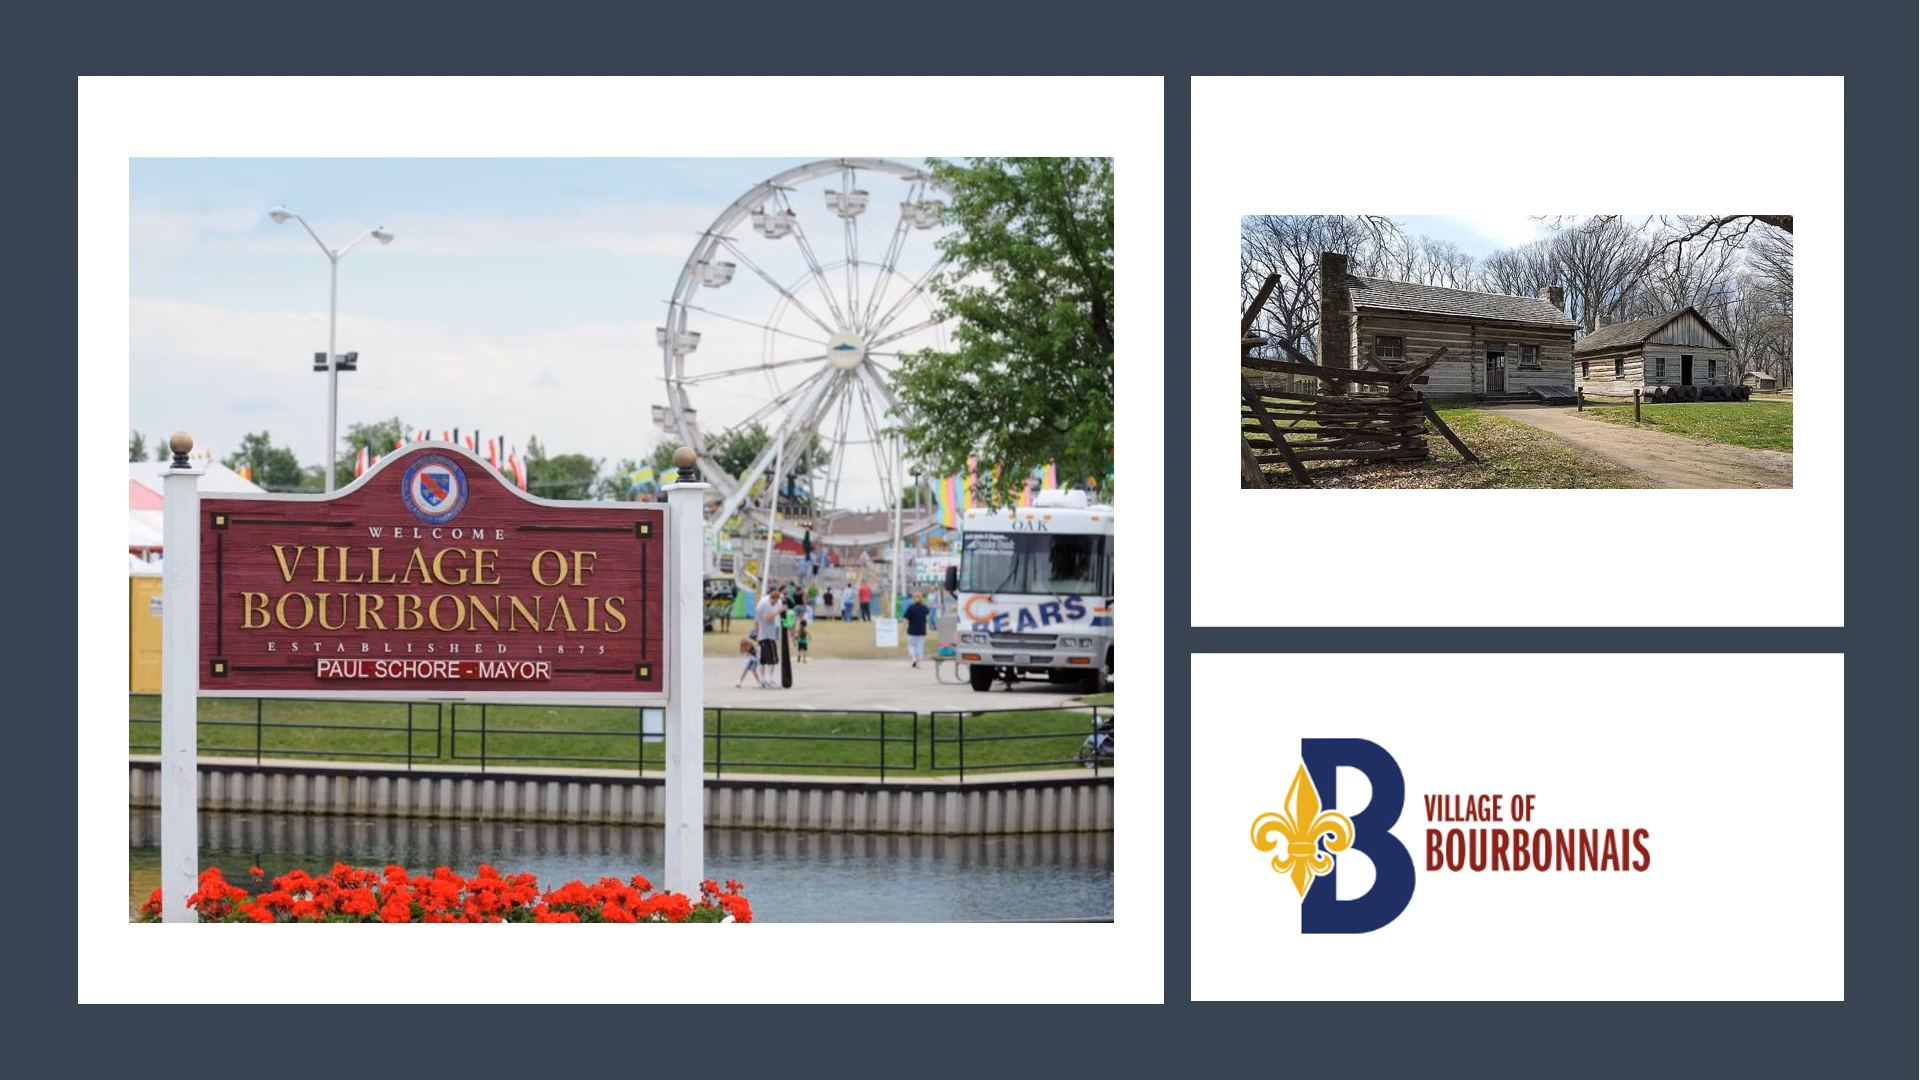 WELCOME
VILLAGE OF
BOURBONNAIS
ESTABLISHED 1875
PAUL SCHORE - MAYOR
OAK
BEARS
VILLAGE OF
BOURBONNAIS